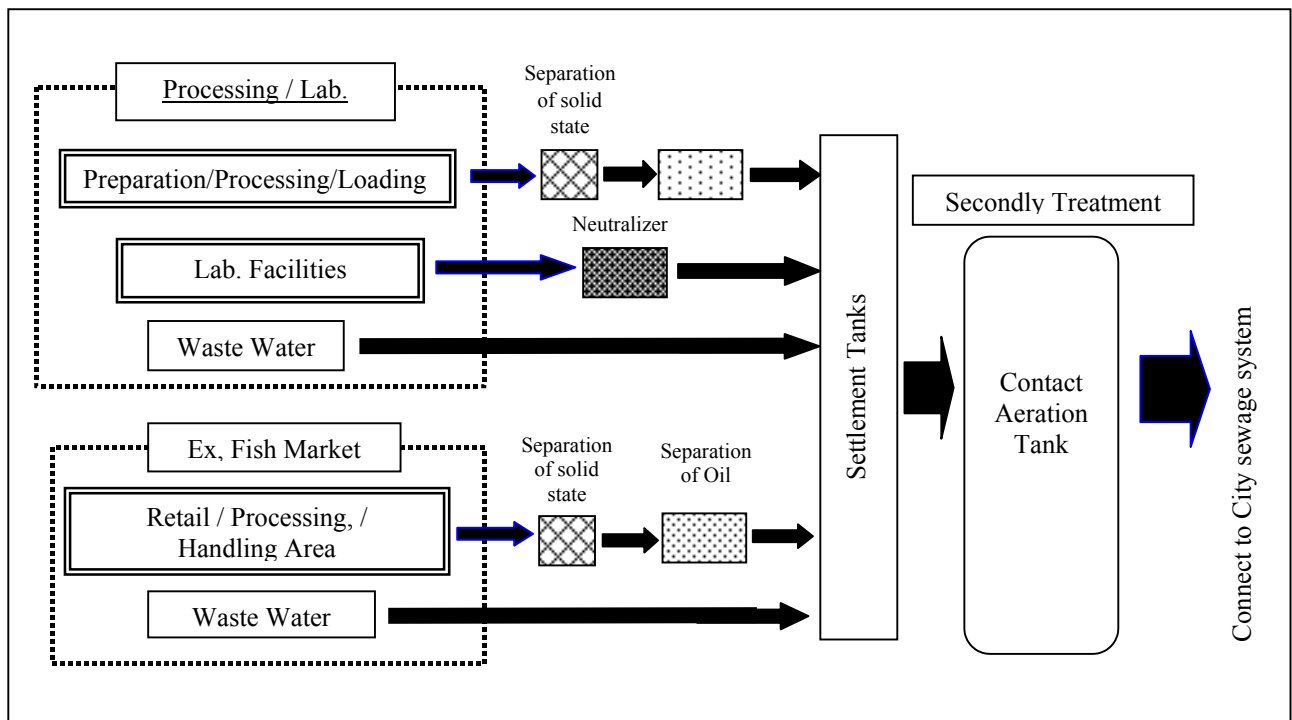 Processing / Lab.
Separation
of solid
state
Preparation/Processing/Loading
Neutralizer
Lab. Facilities
Waste Water
Settlement Tanks
Secondly Treatment
Contact
Aeration
Tank
Connect to City sewage system
Ex, Fish Market
Separation
of solid
state
Separation
of Oil
Retail / Processing, /
Handling Area
Waste Water